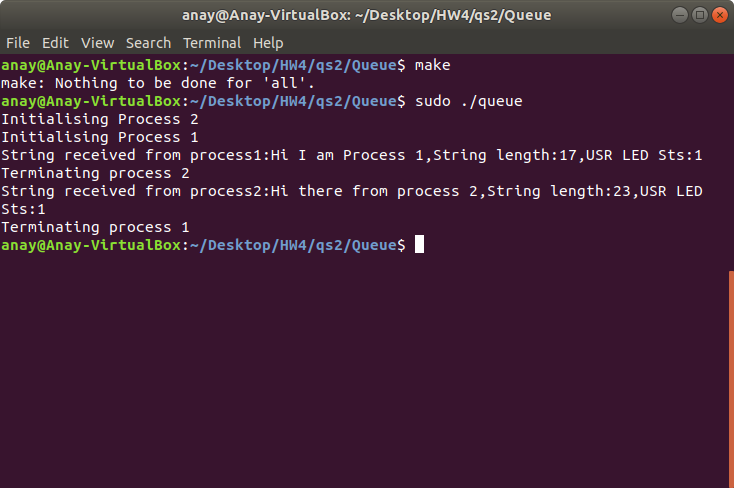 anay@Anay-VirtualBox: ~/Desktop/HW4/qs2/Queue
File Edit View Search Terminal Help
anay@Anay-VirtualBox:~/Desktop/HW4/qs2/Queue$ make
make: Nothing to be done for 'all'.
anay@Anay-VirtualBox:~/Desktop/HW4/qs2/Queue$ sudo ./queue
Initialising Process 2
Initialising Process 1
String received from process1:Hi I am Process 1,String length:17,USR LED Sts:1
Terminating process 2
String received from process2:Hi there from process 2,String length:23,USR LED
Sts:1
Terminating process 1
anay@Anay-VirtualBox:~/Desktop/HW4/qs2/Queue$